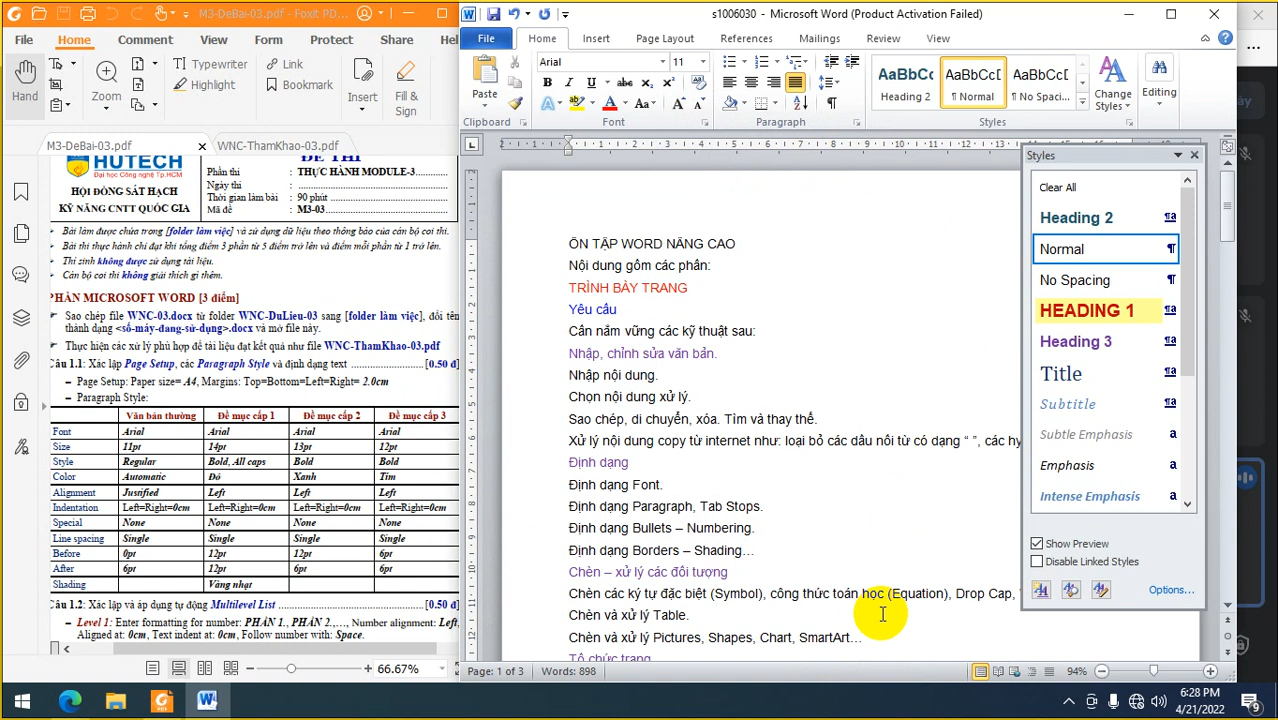 M3-DeBai-03.pdf - Foxit PD...
File Home Comment View Form Protect Share Hel
Hand
Zoom
Typewriter
Highlight
Link
Bookmark
Insert
Fill &
Sign
M3-DeBai-03.pdf
WNC-ThamKhao-03.pdf
HUTECH
Đại học Công nghệ Tp.HCM
HỘI ĐỒNG SÁT HẠCH
KỸ NĂNG CNTT QUỐC GIA
ĐỀ THI
Phần thi : THỰC HÀNH MODULE-3
Ngày thi :
Thời gian làm bài : 90 phút
Mã đề : M3-03
Bài làm được chứa trong [folder làm việc] và sử dụng dữ liệu theo thông báo của cán bộ coi thi.
Bài thi thực hành chỉ đạt khi tổng điểm 3 phần từ 5 điểm trở lên và điểm mỗi phần từ 1 trở lên.
Thí sinh không được sử dụng tài liệu.
Cán bộ coi thi không giải thích gì thêm.
PHẦN MICROSOFT WORD [3 điểm]
Sao chép file WNC-03.docx từ folder WNC-DuLieu-03 sang [folder làm việc], đổi tên
thành dạng <số-máy-đang-sử-dụng>.docx và mở file này.
Thực hiện các xử lý phù hợp để tài liệu đạt kết quả như file WNC-ThamKhao-03.pdf
Câu 1.1: Xác lập Page Setup, các Paragraph Style và định dạng text [0.50 đ]
– Page Setup: Paper size= A4, Margins: Top=Bottom=Left=Right= 2.0cm
– Paragraph Style:
Văn bản thường Đề mục cấp 1 Đề mục cấp 2 Đề mục cấp 3
Font Arial Arial Arial Arial
Size 11pt 14pt 13pt 12pt
Style Regular Bold, All caps Bold Bold
Color Automatic Đỏ Xanh Tím
Alignment Justified Left Left Left
Indentation Left=Right=0cm Left=Right=0cm Left=Right=0cm Left=Right=0cm
Special None None None None
Line spacing Single Single Single Single
Before 0pt 12pt 12pt 6pt
After 6pt 12pt 6pt 6pt
Shading Vàng nhạt
Câu 1.2: Xác lập và áp dụng tự động Multilevel List [0.50 đ]
– Level 1: Enter formatting for number: PHẦN 1., PHẦN 2.,… Number alignment: Left,
Aligned at: 0cm, Text indent at: 0cm, Follow number with: Space.
66.67%
s1006030 - Microsoft Word (Product Activation Failed)
File Home Insert Page Layout References Mailings Review View
Paste
Clipboard
Arial 11
Font
Paragraph
AaBbCc
Heading 2
AaBbCcD
¶ Normal
AaBbCcD
¶ No Spaci...
Change
Styles
Styles
Editing
ÔN TẬP WORD NÂNG CAO
Nội dung gồm các phần:
TRÌNH BÀY TRANG
Yêu cầu
Cần nắm vững các kỹ thuật sau:
Nhập, chỉnh sửa văn bản.
Nhập nội dung.
Chọn nội dung xử lý.
Sao chép, di chuyển, xóa. Tìm và thay thế.
Xử lý nội dung copy từ internet như: loại bỏ các dấu nối từ có dạng “ ”, các hy
Định dạng
Định dạng Font.
Định dạng Paragraph, Tab Stops.
Định dạng Bullets – Numbering.
Định dạng Borders – Shading…
Chèn – xử lý các đối tượng
Chèn các ký tự đặc biệt (Symbol), công thức toán học (Equation), Drop Cap,
Chèn và xử lý Table.
Chèn và xử lý Pictures, Shapes, Chart, SmartArt…
Tổ chức trang
Styles
Clear All
Heading 2
Normal
No Spacing
HEADING 1
Heading 3
Title
Subtitle
Subtle Emphasis
Emphasis
Intense Emphasis
Show Preview
Disable Linked Styles
Options...
Page: 1 of 3 Words: 898
94%
6:28 PM
4/21/2022